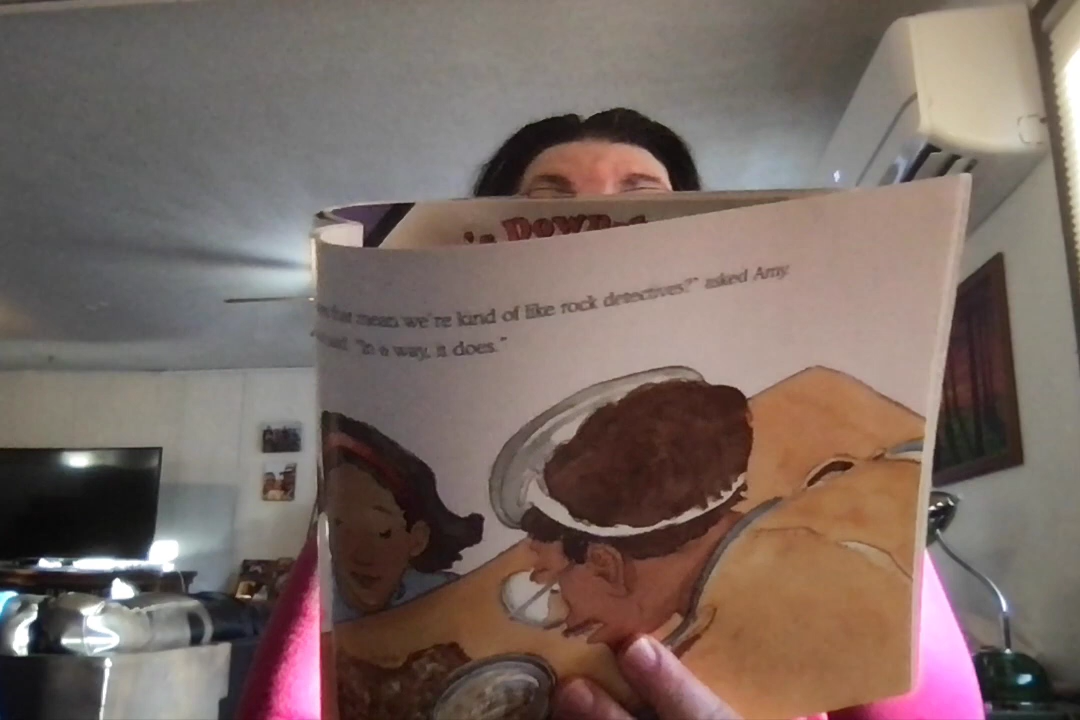 's Down
that mean we're kind of like rock detectives?" asked Amy.
said. "In a way, it does."